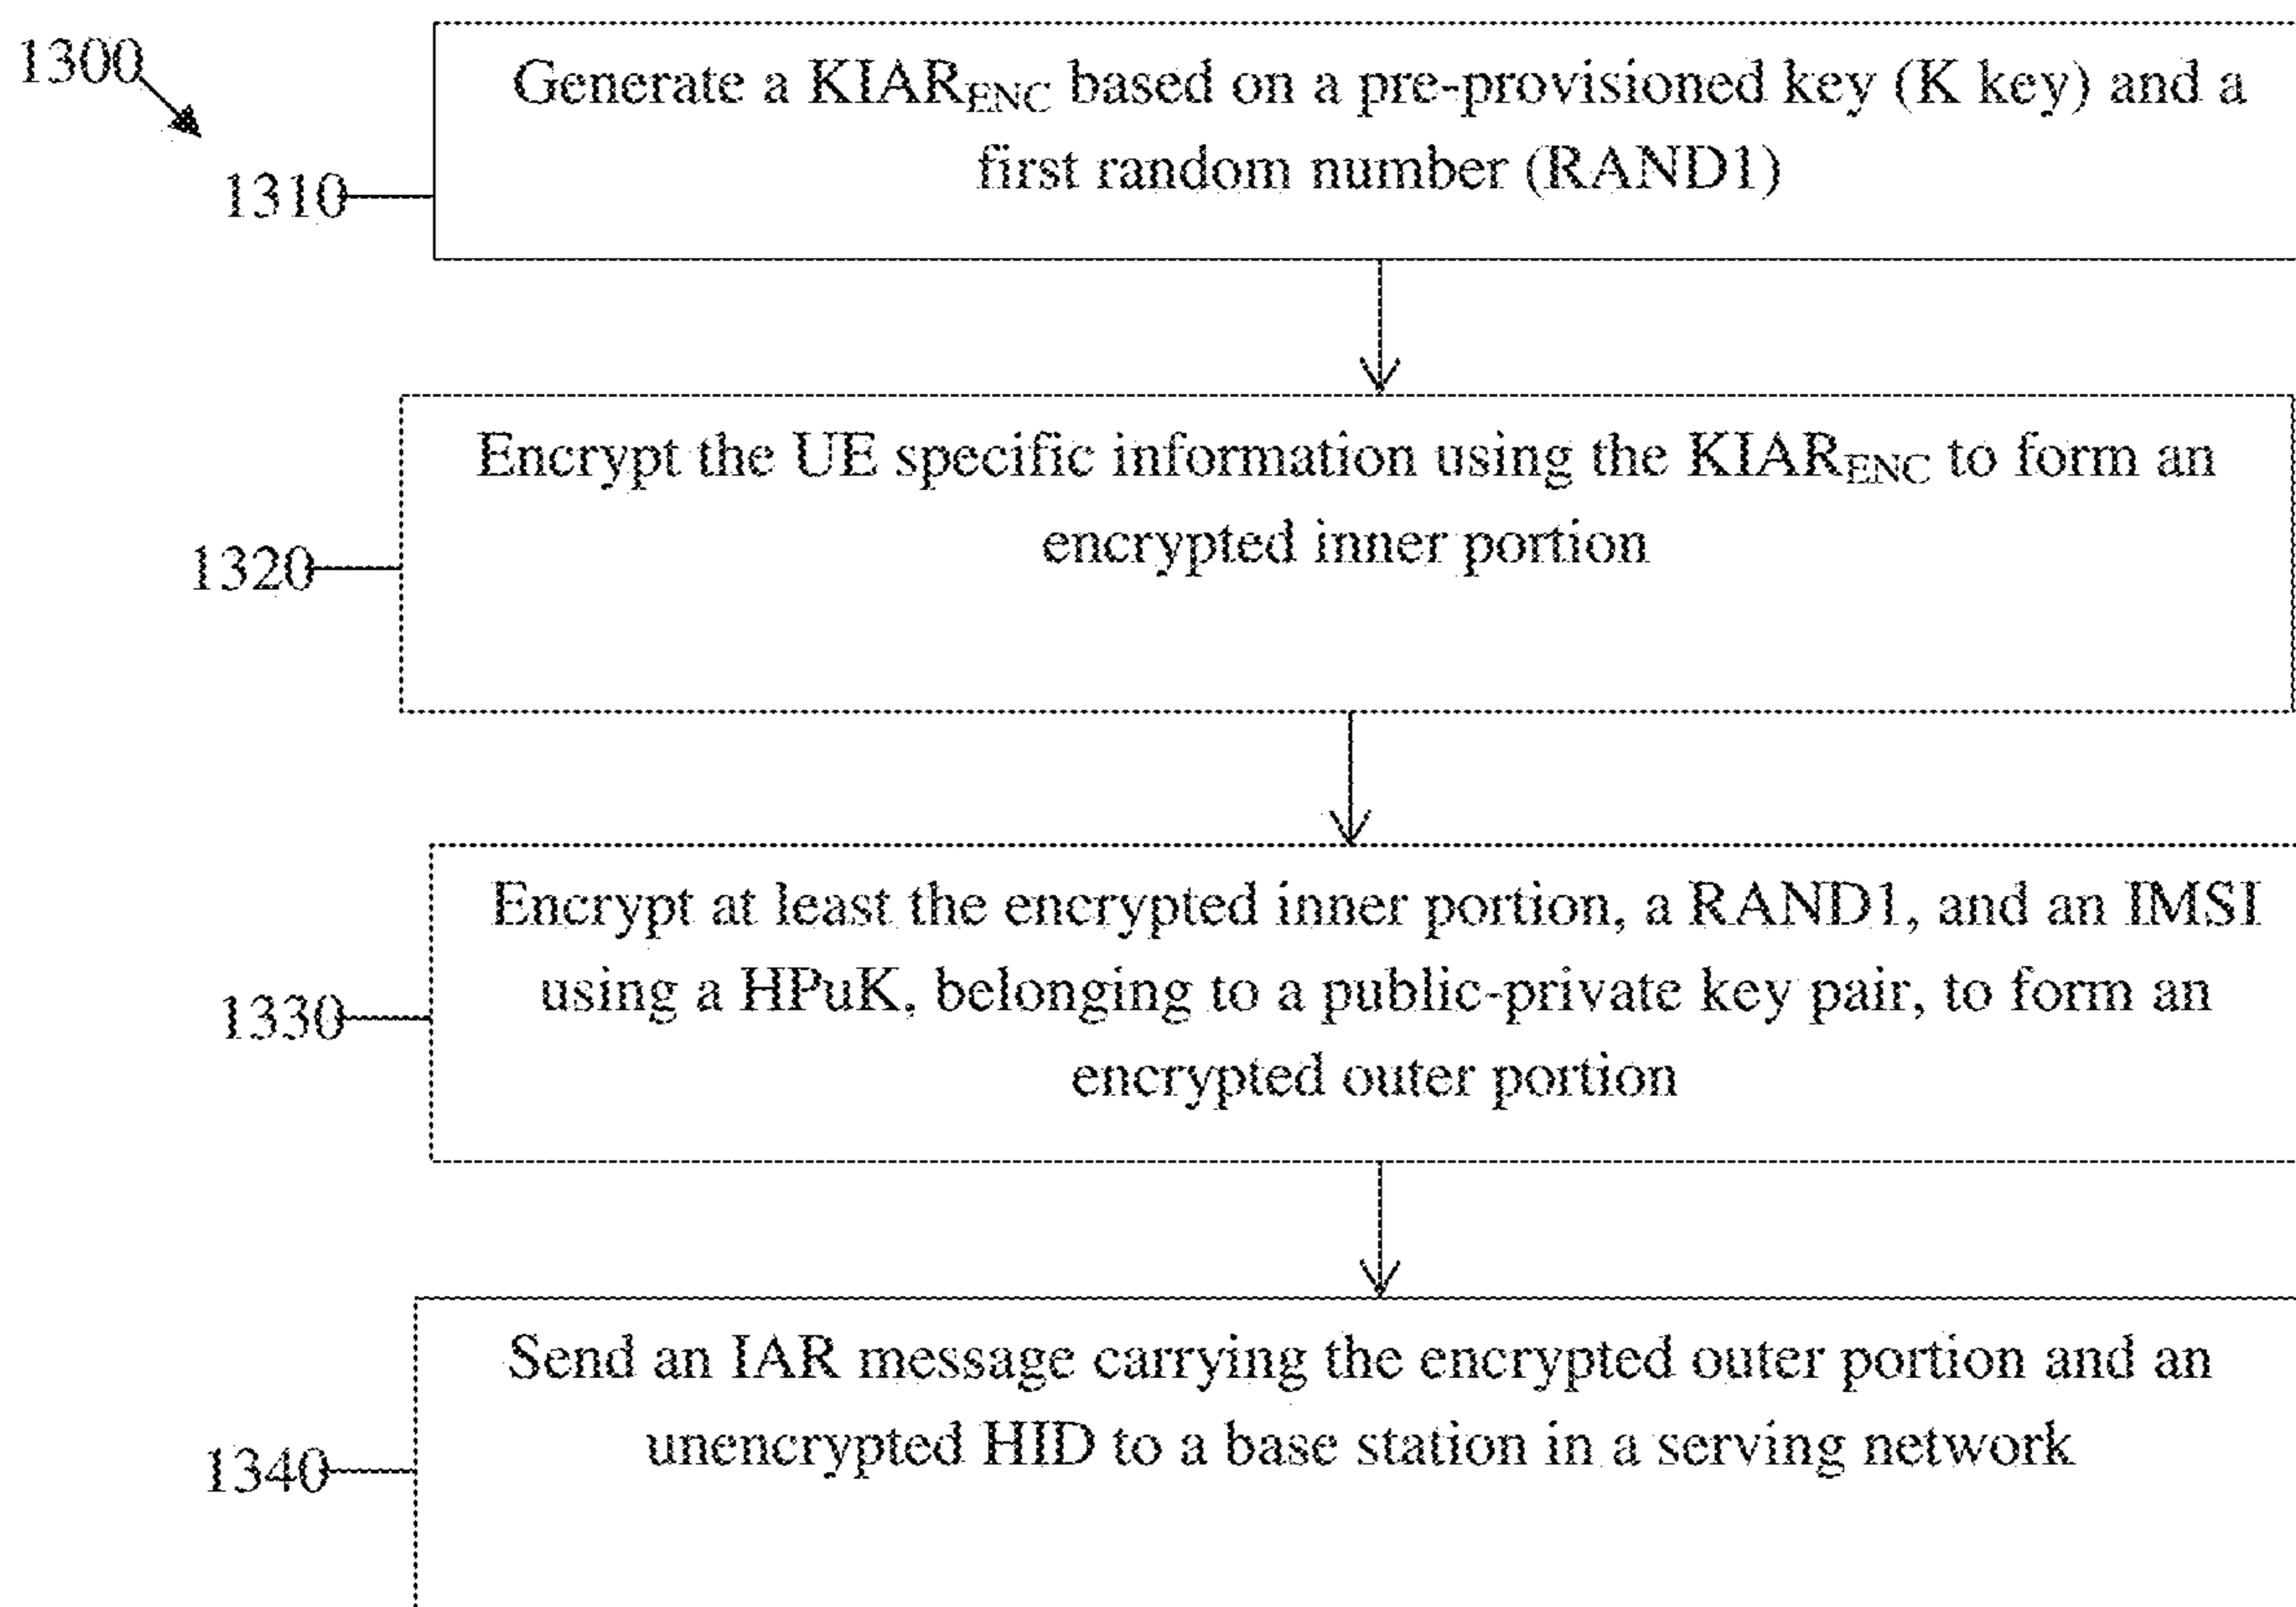 1300
Generate a KIAR_ENC based on a pre-provisioned key (K key) and a
first random number (RAND1)
1310
Encrypt the UE specific information using the KIAR_ENC to form an
encrypted inner portion
1320
Encrypt at least the encrypted inner portion, a RAND1, and an IMSI
using a HPuK, belonging to a public-private key pair, to form an
encrypted outer portion
1330
Send an IAR message carrying the encrypted outer portion and an
unencrypted HID to a base station in a serving network
1340